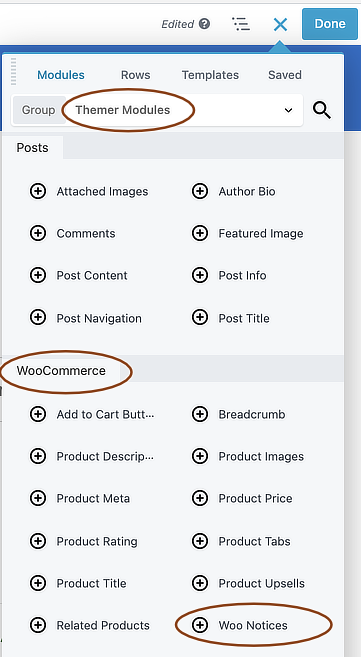 Edited ? Done
Modules Rows Templates Saved
Group Themer Modules
Posts
Attached Images Author Bio
Comments Featured Image
Post Content Post Info
Post Navigation Post Title
WooCommerce
Add to Cart Butt... Breadcrumb
Product Descrip... Product Images
Product Meta Product Price
Product Rating Product Tabs
Product Title Product Upsells
Related Products Woo Notices